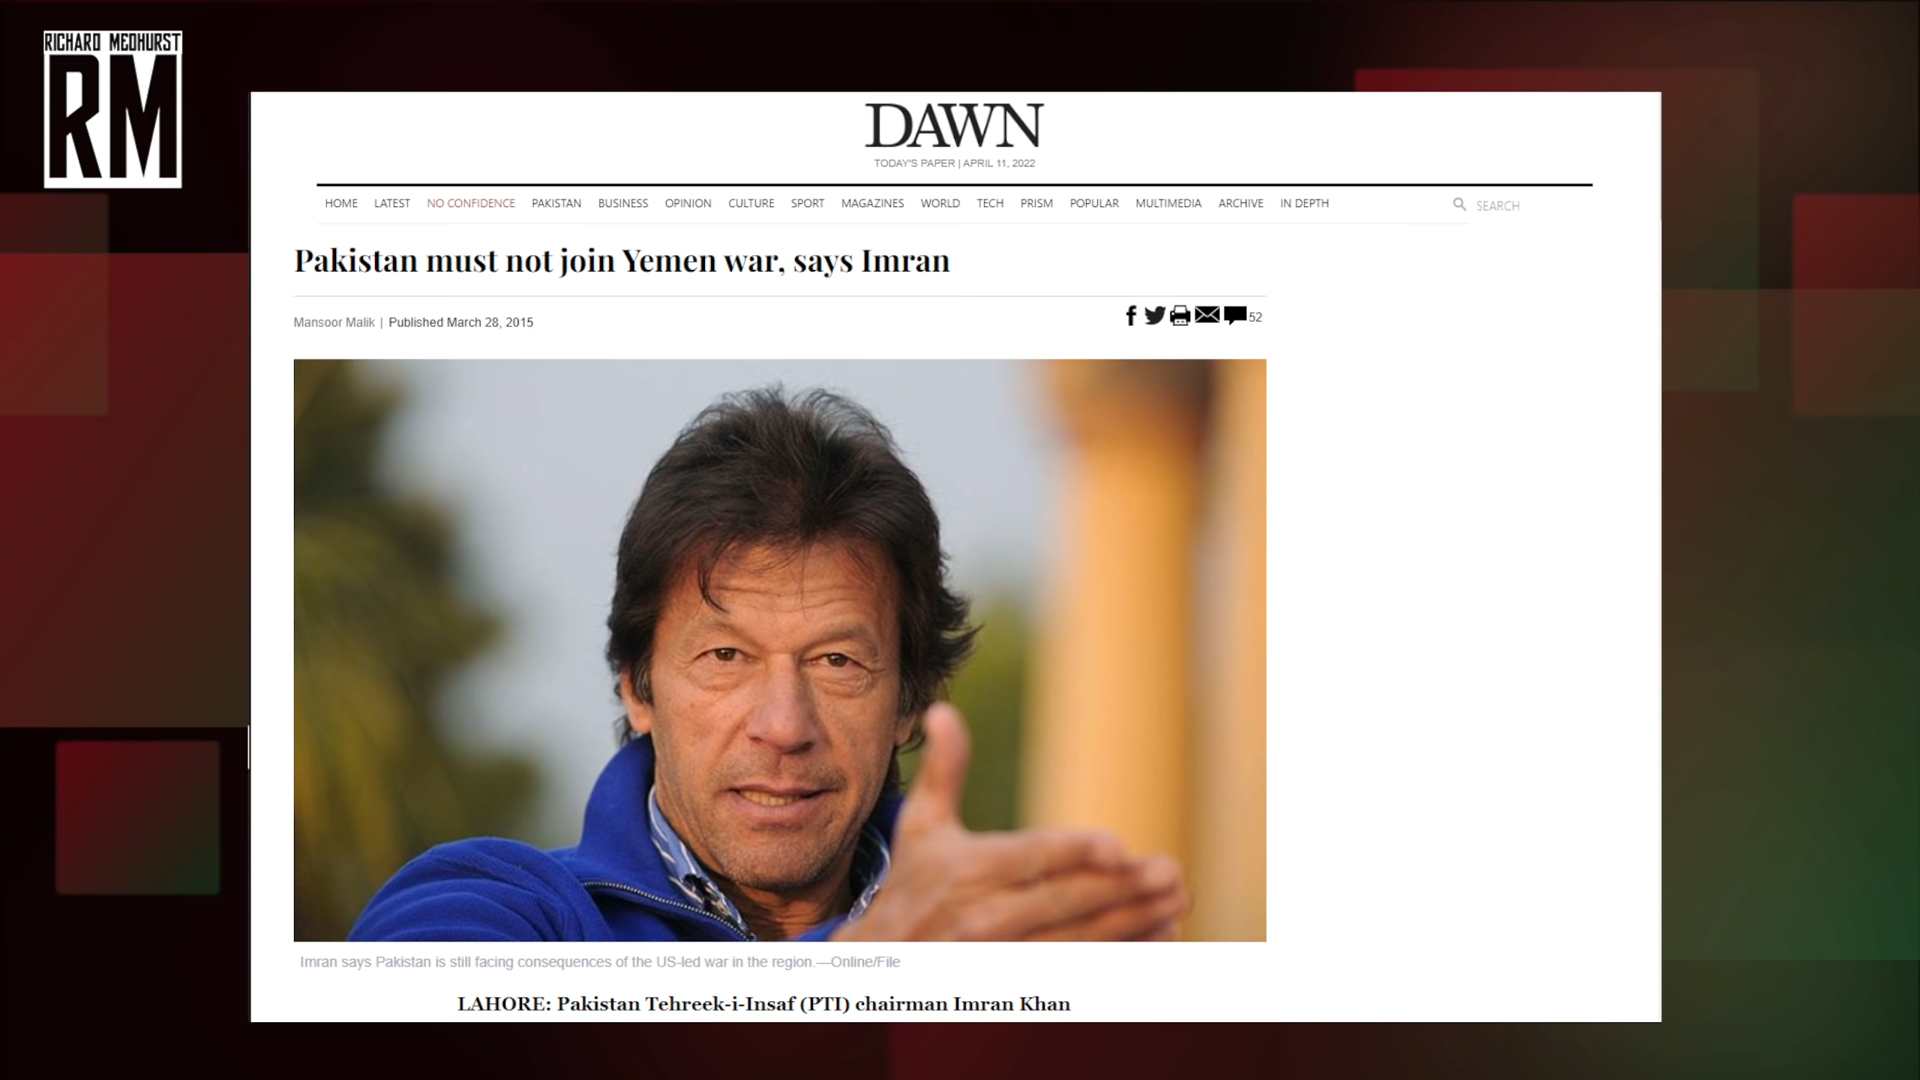 RICHARD MEDHURST
RM
DAWN
TODAY'S PAPER | APRIL 11, 2022
HOME LATEST NO CONFIDENCE PAKISTAN BUSINESS OPINION CULTURE SPORT MAGAZINES WORLD TECH PRISM POPULAR MULTIMEDIA ARCHIVE IN DEPTH SEARCH
Pakistan must not join Yemen war, says Imran
Mansoor Malik | Published March 28, 2015 52
Imran says Pakistan is still facing consequences of the US-led war in the region.—Online/File
LAHORE: Pakistan Tehreek-i-Insaf (PTI) chairman Imran Khan